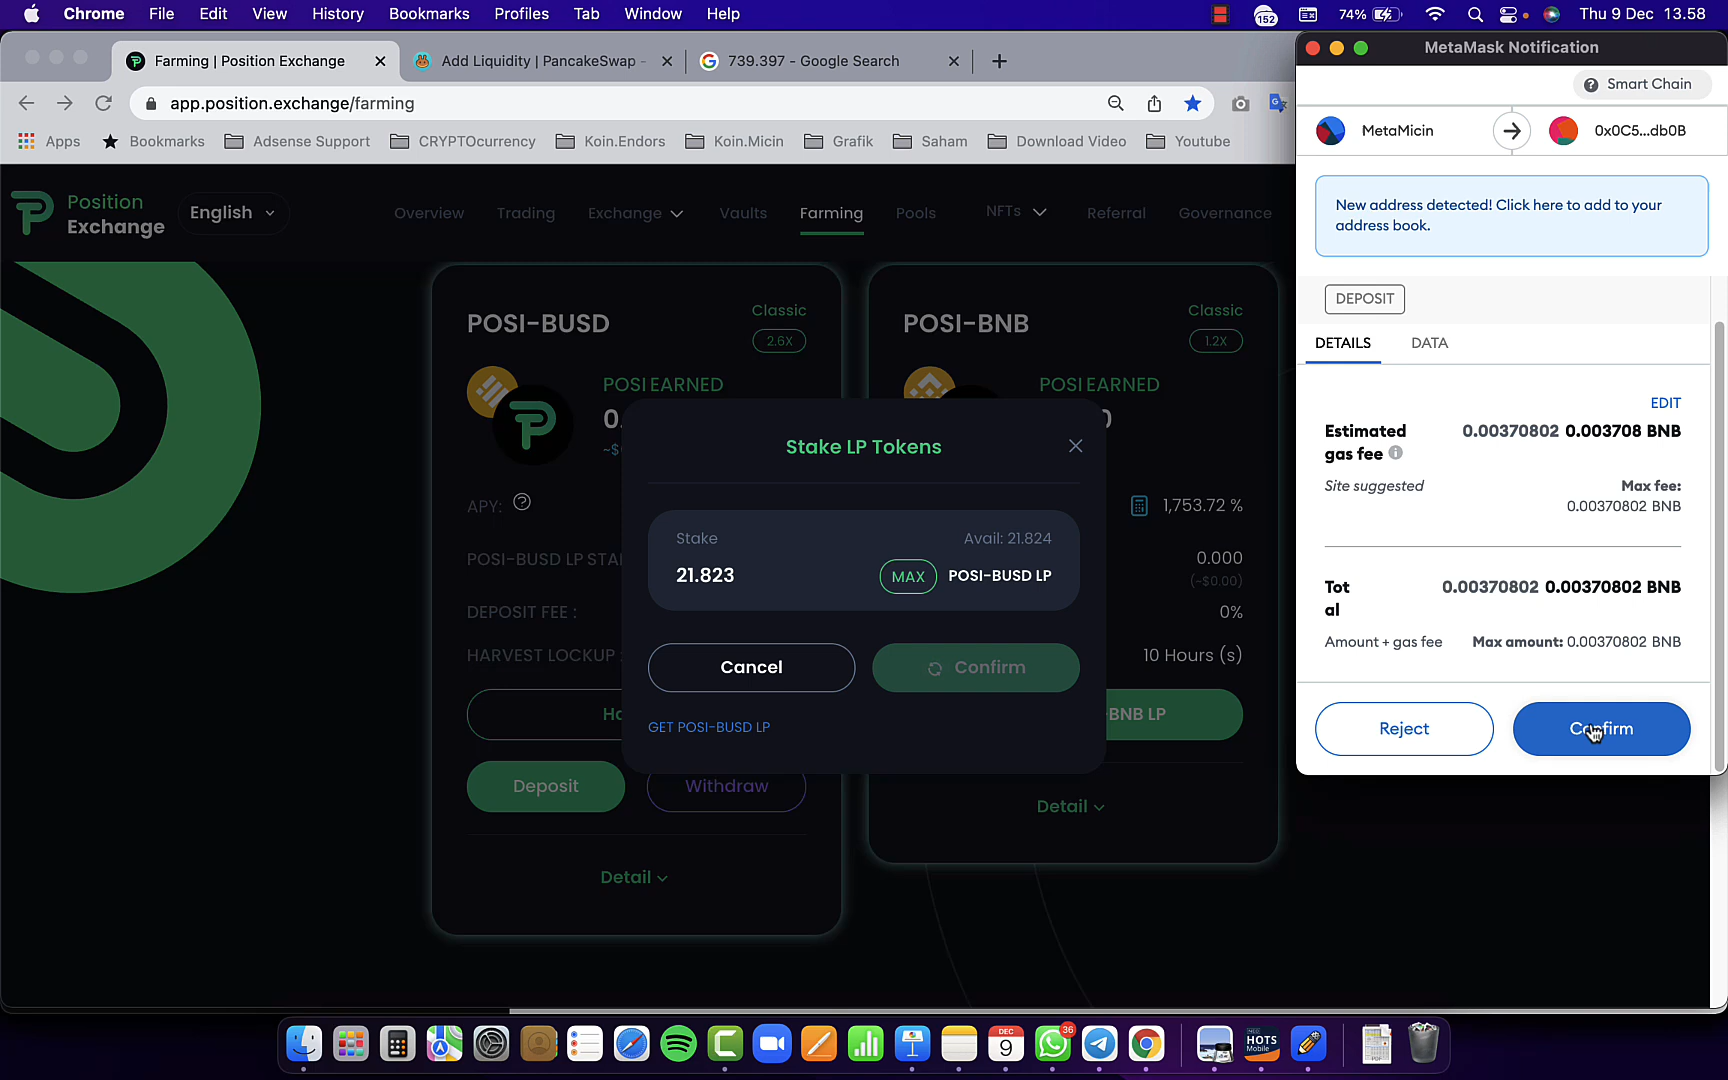 Chrome File Edit View History Bookmarks Profiles Tab Window Help
152 74% Thu 9 Dec 13.58
Farming | Position Exchange
Add Liquidity | PancakeSwap -
739.397 - Google Search
app.position.exchange/farming
Apps Bookmarks Adsense Support CRYPTOcurrency Koin.Endors Koin.Micin Grafik Saham Download Video Youtube
Position
Exchange
English
Overview Trading Exchange Vaults Farming Pools NFTs Referral Governance
POSI-BUSD
Classic
2.6X
POSI EARNED
0.
~$
APY: ?
POSI-BUSD LP STA
DEPOSIT FEE :
HARVEST LOCKUP :
Ha
Deposit
Withdraw
Detail
POSI-BNB
Classic
1.2X
POSI EARNED
0
1,753.72 %
0.000
(~$0.00)
0%
10 Hours (s)
-BNB LP
Detail
Stake LP Tokens
Stake
Avail: 21.824
21.823
MAX
POSI-BUSD LP
Cancel
Confirm
GET POSI-BUSD LP
MetaMask Notification
? Smart Chain
MetaMicin
0x0C5...db0B
New address detected! Click here to add to your
address book.
DEPOSIT
DETAILS
DATA
EDIT
Estimated
gas fee
0.00370802 0.003708 BNB
Site suggested
Max fee:
0.00370802 BNB
Tot
al
0.00370802 0.00370802 BNB
Amount + gas fee
Max amount: 0.00370802 BNB
Reject
Confirm
DEC
9
36
HOTS
Mobile